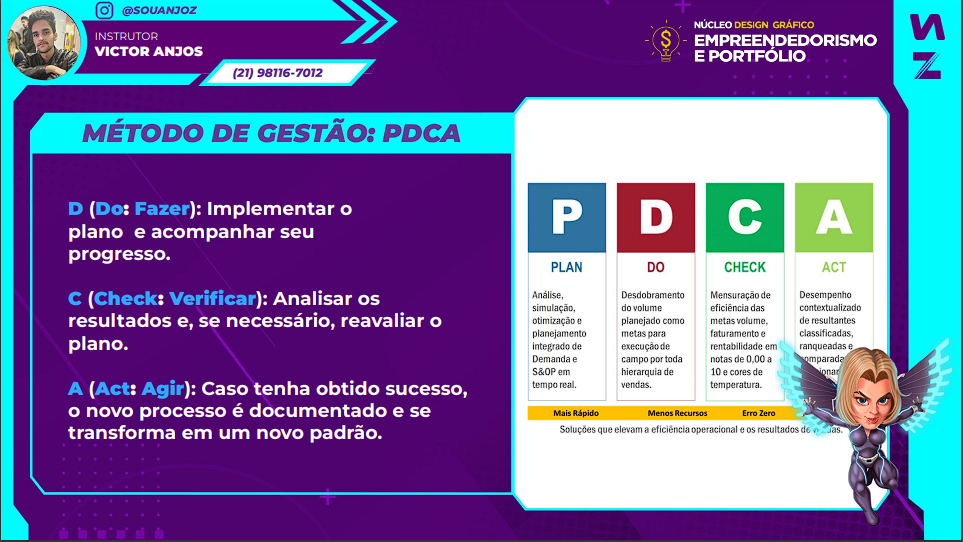 @SOUANJOZ
INSTRUTOR
VICTOR ANJOS
(21) 98116-7012
NÚCLEO DESIGN GRÁFICO
EMPREENDEDORISMO
E PORTFÓLIO
NZ
MÉTODO DE GESTÃO: PDCA
D (Do: Fazer): Implementar o
plano e acompanhar seu
progresso.
C (Check: Verificar): Analisar os
resultados e, se necessário, reavaliar o
plano.
A (Act: Agir): Caso tenha obtido sucesso,
o novo processo é documentado e se
transforma em um novo padrão.
P
PLAN
Análise,
simulação,
otimização e
planejamento
integrado de
Demanda e
S&OP em
tempo real.
D
DO
Desdobramento
do volume
planejado como
metas para
execução de
campo por toda
hierarquia de
vendas.
C
CHECK
Mensuração de
eficiência das
metas volume,
faturamento e
rentabilidade em
notas de 0,00 a
10 e cores de
temperatura.
A
ACT
Desempenho
contextualizado
de resultantes
classificadas,
ranqueadas e
Mais Rápido Menos Recursos Erro Zero
Soluções que elevam a eficiência operacional e os resultados de